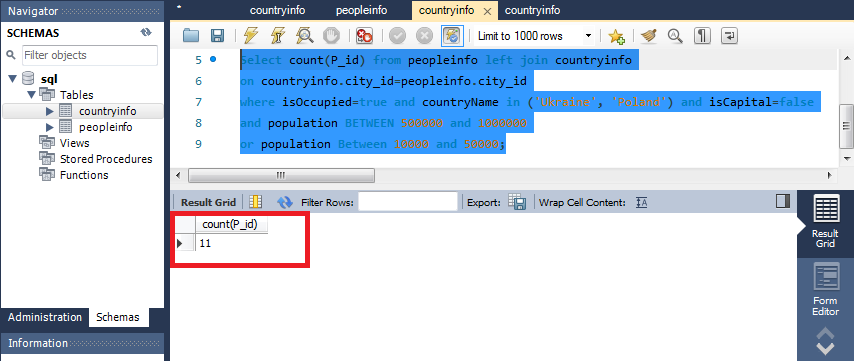 Navigator
countryinfo peopleinfo countryinfo countryinfo
SCHEMAS
Filter objects
sql
Tables
countryinfo
peopleinfo
Views
Stored Procedures
Functions
Administration Schemas
Information
Limit to 1000 rows
5 Select count(P_id) from peopleinfo left join countryinfo
6 on countryinfo.city_id=peopleinfo.city_id
7 where isOccupied=true and countryName in ('Ukraine', 'Poland') and isCapital=false
8 and population BETWEEN 500000 and 1000000
9 or population Between 10000 and 50000;
Result Grid Filter Rows: Export: Wrap Cell Content:
count(P_id)
11
Result
Grid
Form
Editor